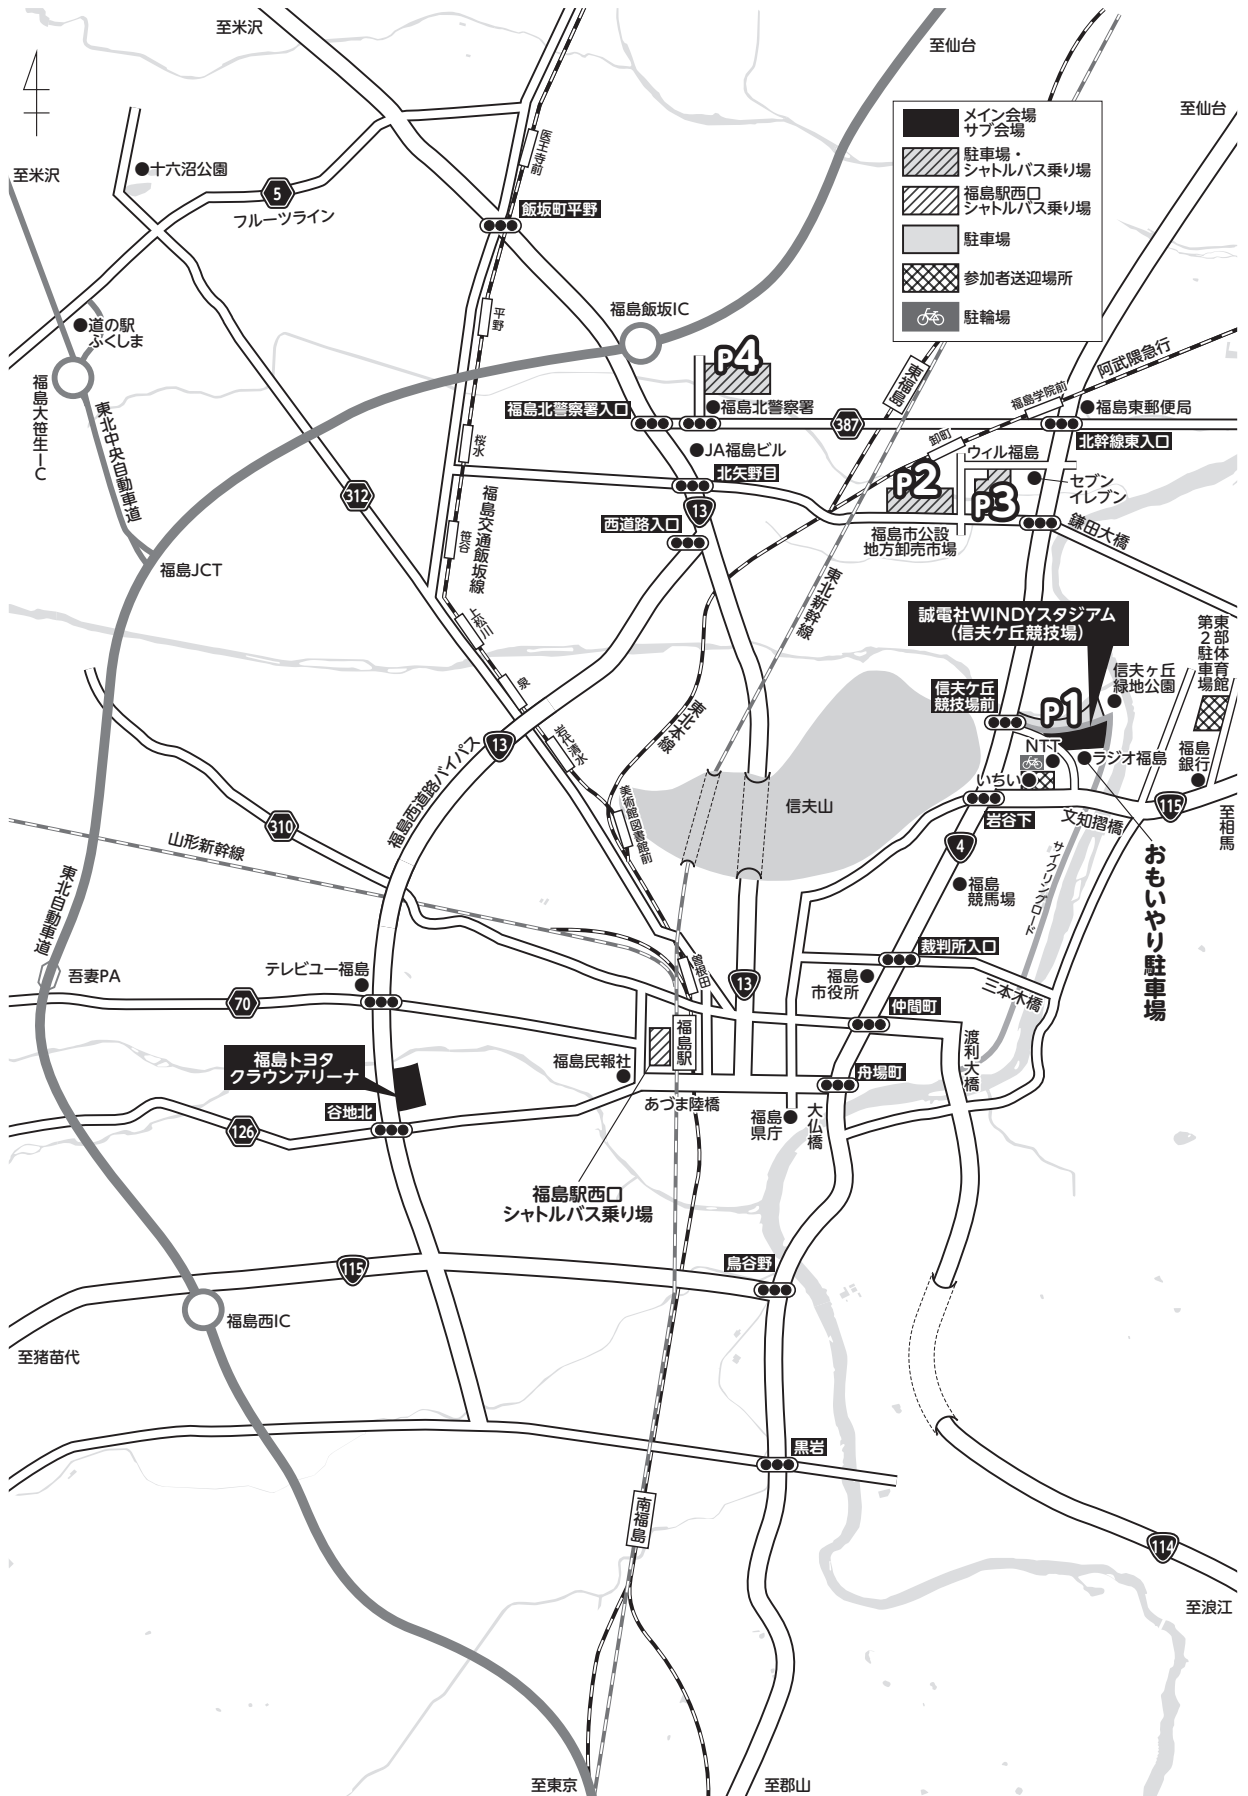 至米沢
至仙台
至仙台
メイン会場
サブ会場
駐車場・
シャトルバス乗り場
福島駅西口
シャトルバス乗り場
駐車場
参加者送迎場所
駐輪場
至米沢
十六沼公園
5
フルーツライン
医王寺前
飯坂町平野
道の駅
ふくしま
平野
福島飯坂IC
P4
東福島
阿武隈急行
福島学院前
福島大笹生IC
東北中央自動車道
福島北警察署入口
福島北警察署
387
福島東郵便局
北幹線東入口
卸町
桜水
JA福島ビル
北矢野目
ウィル福島
P2
P3
セブン
イレブン
312
福島交通飯坂線
笹谷
13
西道路入口
福島市公設
地方卸売市場
鎌田大橋
福島JCT
東北新幹線
上松川
誠電社WINDYスタジアム
(信夫ケ丘競技場)
東部体育館
第2駐車場
信夫ヶ丘
緑地公園
泉
信夫ケ丘
競技場前
P1
東北本線
13
福島西道路バイパス
岩代清水
NTT
ラジオ福島
福島
銀行
いちい
美術館図書館前
信夫山
岩谷下
文知摺橋
115
至相馬
310
山形新幹線
4
サイクリングロード
おもいやり駐車場
福島
競馬場
東北自動車道
吾妻PA
テレビユー福島
曽根田
裁判所入口
福島
市役所
三本木橋
70
13
仲間町
福島駅
渡利大橋
福島トヨタ
クラウンアリーナ
福島民報社
舟場町
あづま陸橋
谷地北
126
福島
県庁
大仏橋
福島駅西口
シャトルバス乗り場
鳥谷野
115
福島西IC
至猪苗代
黒岩
南福島
114
至浪江
至東京
至郡山